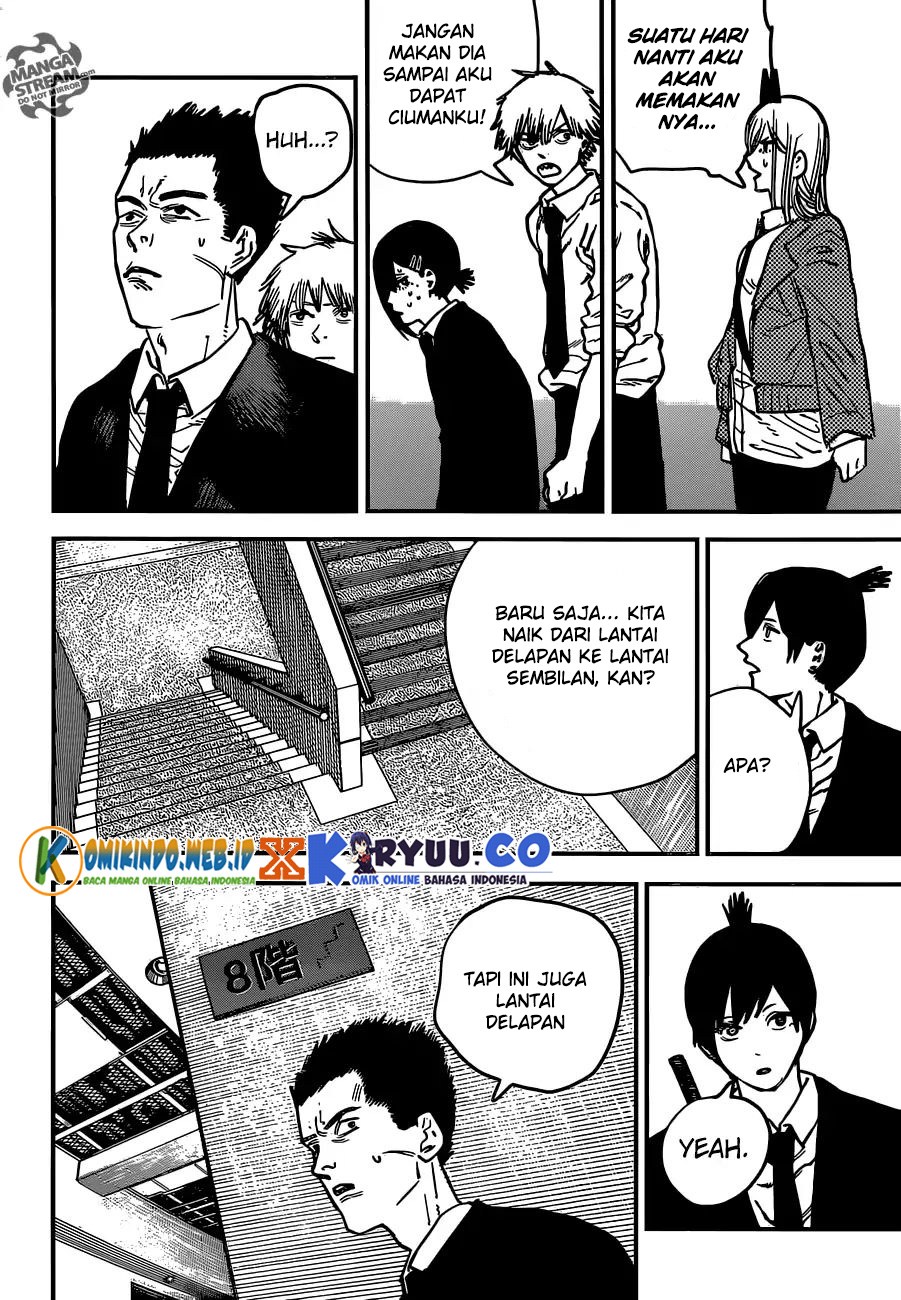 SUATU HARI
NANTI AKU
AKAN
MEMAKAN
NYA...
JANGAN
MAKAN DIA
SAMPAI AKU
DAPAT
CIUMANKU!
HUH...?
MANGA
STREAM.com
DO NOT MIRROR!
APA?
BARU SAJA... KITA
NAIK DARI LANTAI
DELAPAN KE LANTAI
SEMBILAN, KAN?
KOMIKINDO.WEB.ID X KIRYUU.CO
BACA MANGA ONLINE BAHASA INDONESIA
KOMIK ONLINE BAHASA INDONESIA
YEAH.
TAPI INI JUGA
LANTAI
DELAPAN
8階